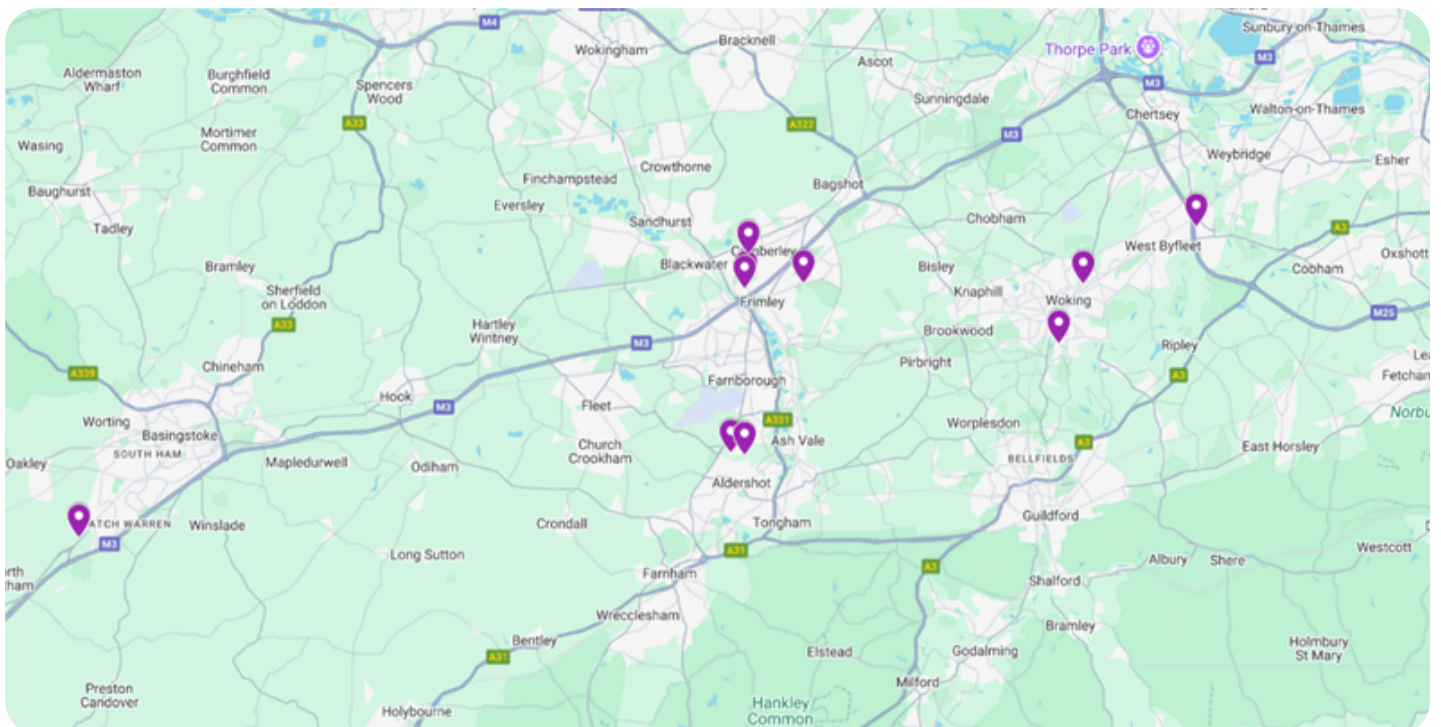 M4
Wokingham
Bracknell
Thorpe Park
Sunbury-on-Thames
M3
Aldermaston
Wharf
Burghfield
Common
Spencers
Wood
Ascot
Sunningdale
M3
Chertsey
Walton-on-Thames
A33
A322
M3
Wasing
Mortimer
Common
Weybridge
Esher
Crowthorne
Baughurst
Finchampstead
Bagshot
Tadley
Eversley
Sandhurst
Chobham
A3
West Byfleet
Oxshott
Blackwater
Bramley
Bisley
Cobham
Sherfield
on Loddon
Knaphill
Woking
Frimley
M25
A33
Hartley
Wintney
Brookwood
M3
Ripley
Pirbright
Chineham
A339
Farnborough
A3
Hook
M3
Fleet
Worting
A331
Worplesdon
Basingstoke
SOUTH HAM
Church
Crookham
Ash Vale
A3
East Horsley
Oakley
Mapledurwell
Odiham
BELLFIELDS
Aldershot
Winslade
Crondall
Tongham
Guildford
M3
Long Sutton
A31
Westcott
Albury
Shere
A3
Farnham
Shalford
Wrecclesham
Bramley
Bentley
Holmbury
St Mary
A31
Elstead
Godalming
Milford
Preston
Candover
Holybourne
Hankley
Common